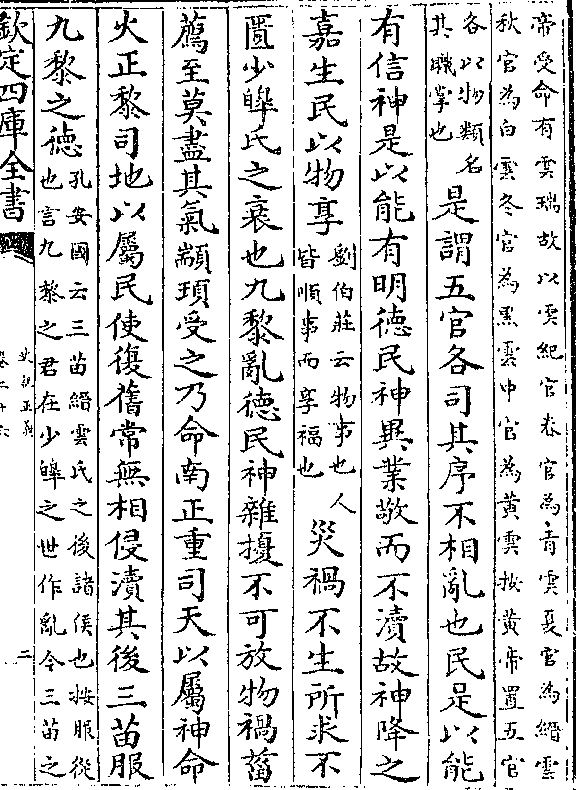 帝受命有雲瑞故以雲紀官春官為青雲夏官為縉雲
秋官為白雲冬官為黑雲中官為黃雲按黃帝置五官
各以物類名
其職掌也
是謂五官各司其序不相亂也民是以能
有信神是以能有明德民神異業敬而不瀆故神降之
嘉生民以物享
劉伯莊云物事也人
皆順事而享福也
災禍不生所求不
匱少皞氏之衰也九黎亂德民神雜擾不可放物禍菑
薦至莫盡其氣顓頊受之乃命南正重司天以屬神命
火正黎司地以屬民使復舊常無相侵瀆其後三苗服
九黎之德
孔安國云三苗縉雲氏之後諸侯也按服從
也言九黎之君在少皞之世作亂今三苗之
欽定四庫全書
史記正義
卷二十六
二